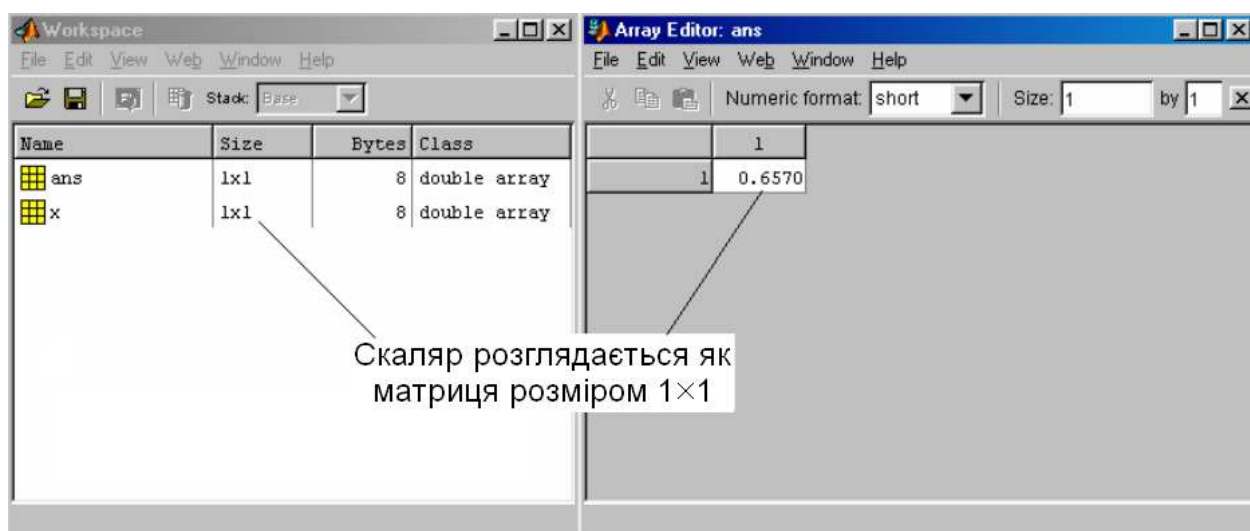 Workspace
File Edit View Web Window Help
Stack: Base
Name Size Bytes Class
ans 1x1 8 double array
x 1x1 8 double array
Array Editor: ans
File Edit View Web Window Help
Numeric format: short Size: 1 by 1
1
1 0.6570
Скаляр розглядається як
матриця розміром 1×1